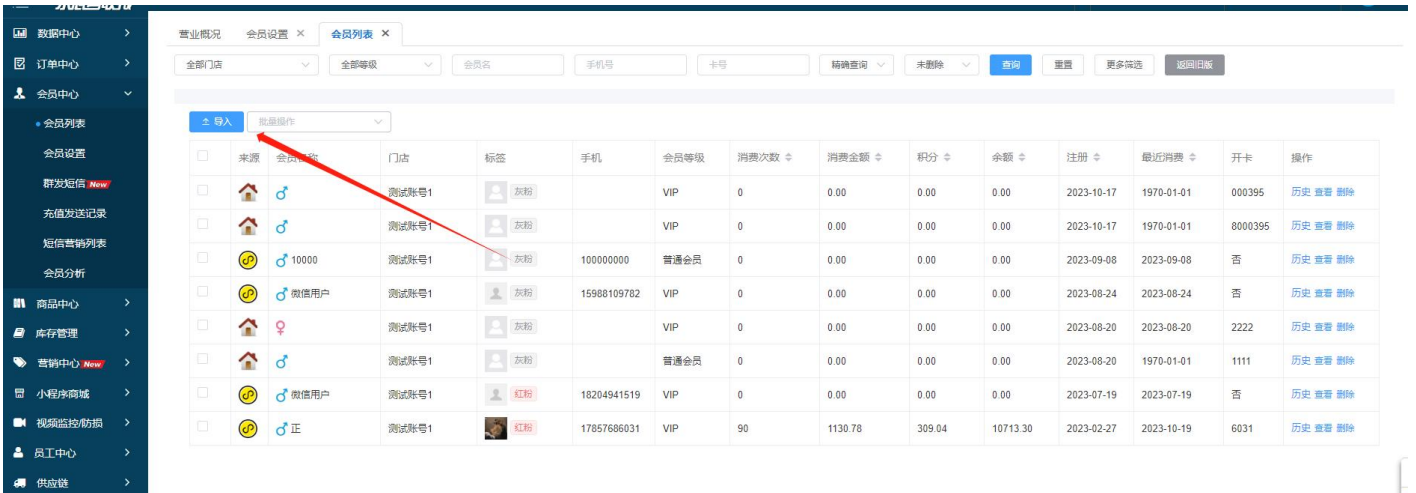 数据中心
订单中心
会员中心
会员列表
会员设置
群发短信 New
充值发送记录
短信营销列表
会员分析
商品中心
库存管理
营销中心 New
小程序商城
视频监控/防损
员工中心
供应链
营业概况 会员设置 × 会员列表 ×
全部门店 全部等级 会员名 手机号 卡号 精确查询 未删除 查询 重置 更多筛选 返回旧版
导入 批量操作
来源 会员名称 门店 标签 手机 会员等级 消费次数 消费金额 积分 余额 注册 最近消费 开卡 操作
测试账号1 灰粉 VIP 0 0.00 0.00 0.00 2023-10-17 1970-01-01 000395 历史 查看 删除
测试账号1 灰粉 VIP 0 0.00 0.00 0.00 2023-10-17 1970-01-01 8000395 历史 查看 删除
10000 测试账号1 灰粉 100000000 普通会员 0 0.00 0.00 0.00 2023-09-08 2023-09-08 否 历史 查看 删除
微信用户 测试账号1 灰粉 15988109782 VIP 0 0.00 0.00 0.00 2023-08-24 2023-08-24 否 历史 查看 删除
测试账号1 灰粉 VIP 0 0.00 0.00 0.00 2023-08-20 2023-08-20 2222 历史 查看 删除
测试账号1 灰粉 普通会员 0 0.00 0.00 0.00 2023-08-20 1970-01-01 1111 历史 查看 删除
微信用户 测试账号1 红粉 18204941519 VIP 0 0.00 0.00 0.00 2023-07-19 2023-07-19 否 历史 查看 删除
正 测试账号1 红粉 17857686031 VIP 90 1130.78 309.04 10713.30 2023-02-27 2023-10-19 6031 历史 查看 删除